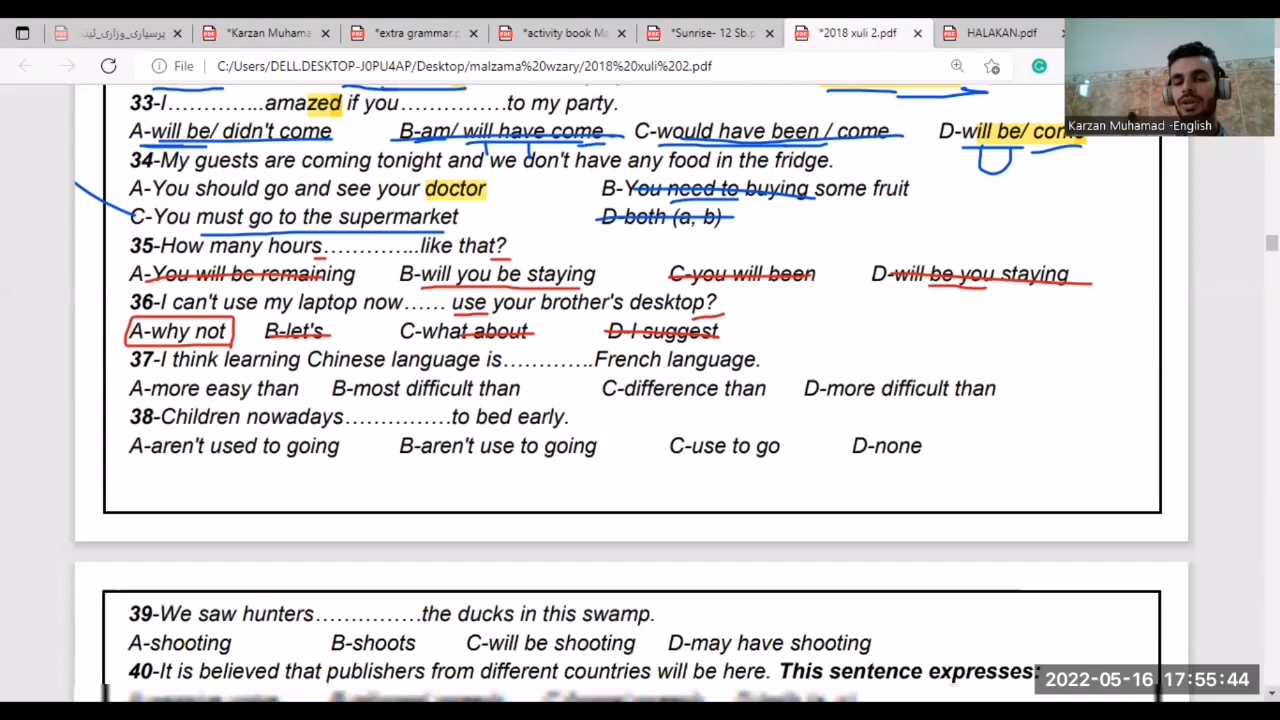 پرسیاری_وزاری_ئینگ
*Karzan Muhama
*extra grammar.p
*activity book Ma
*Sunrise- 12 Sb.p
*2018 xuli 2.pdf
HALAKAN.pdf
File C:/Users/DELL.DESKTOP-J0PU4AP/Desktop/malzama%20wzary/2018%20xuli%202.pdf
Karzan Muhamad -English
33-I…………..amazed if you……………to my party.
A-will be/ didn't come B-am/ will have come C-would have been / come D-will be/ come
34-My guests are coming tonight and we don't have any food in the fridge.
A-You should go and see your doctor B-You need to buying some fruit
C-You must go to the supermarket D-both (a, b)
35-How many hours…………..like that?
A-You will be remaining B-will you be staying C-you will been D-will be you staying
36-I can't use my laptop now…… use your brother's desktop?
A-why not B-let's C-what about D-I suggest
37-I think learning Chinese language is………….French language.
A-more easy than B-most difficult than C-difference than D-more difficult than
38-Children nowadays……………to bed early.
A-aren't used to going B-aren't use to going C-use to go D-none
39-We saw hunters……………the ducks in this swamp.
A-shooting B-shoots C-will be shooting D-may have shooting
40-It is believed that publishers from different countries will be here. This sentence expresses:
2022-05-16 17:55:44